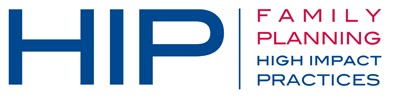 HIP
FAMILY
PLANNING
HIGH IMPACT
PRACTICES